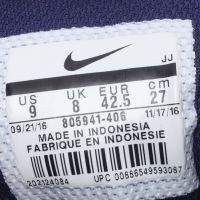 JJ
US UK EUR cm
9 8 42.5 27
09/21/16 805941-406 11/17/16
MADE IN INDONESIA
FABRIQUE EN INDONESIE
202124084 UPC 00886549593087